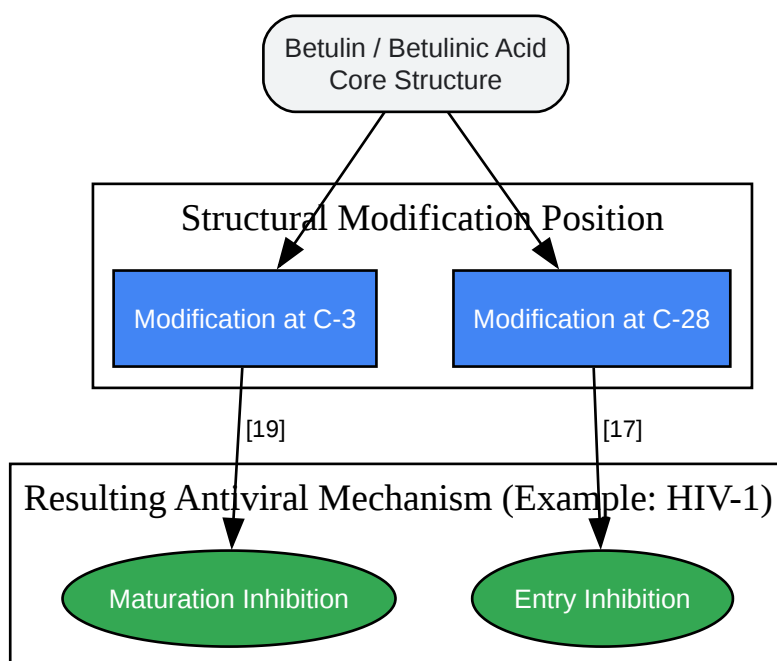 Betulin / Betulinic Acid
Core Structure
Structural Modification Position
Modification at C-3
Modification at C-28
[19]
[17]
Resulting Antiviral Mechanism (Example: HIV-1)
Maturation Inhibition
Entry Inhibition